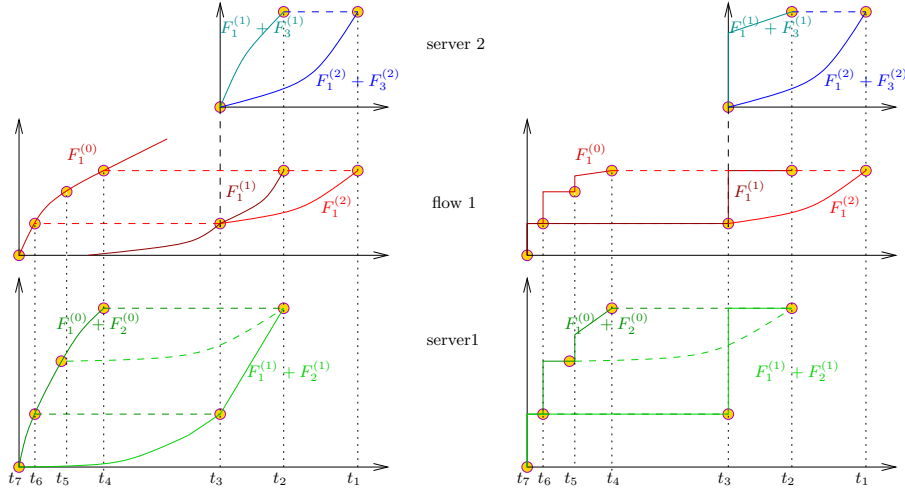 F_1^{(1)} + F_3^{(1)}
F_1^{(2)} + F_3^{(2)}
server 2
F_1^{(1)} + F_3^{(1)}
F_1^{(2)} + F_3^{(2)}
F_1^{(0)}
F_1^{(1)}
F_1^{(2)}
flow 1
F_1^{(0)}
F_1^{(1)}
F_1^{(2)}
F_1^{(0)} + F_2^{(0)}
F_1^{(1)} + F_2^{(1)}
server1
F_1^{(0)} + F_2^{(0)}
F_1^{(1)} + F_2^{(1)}
t_7 t_6 t_5 t_4 t_3 t_2 t_1
t_7 t_6 t_5 t_4 t_3 t_2 t_1